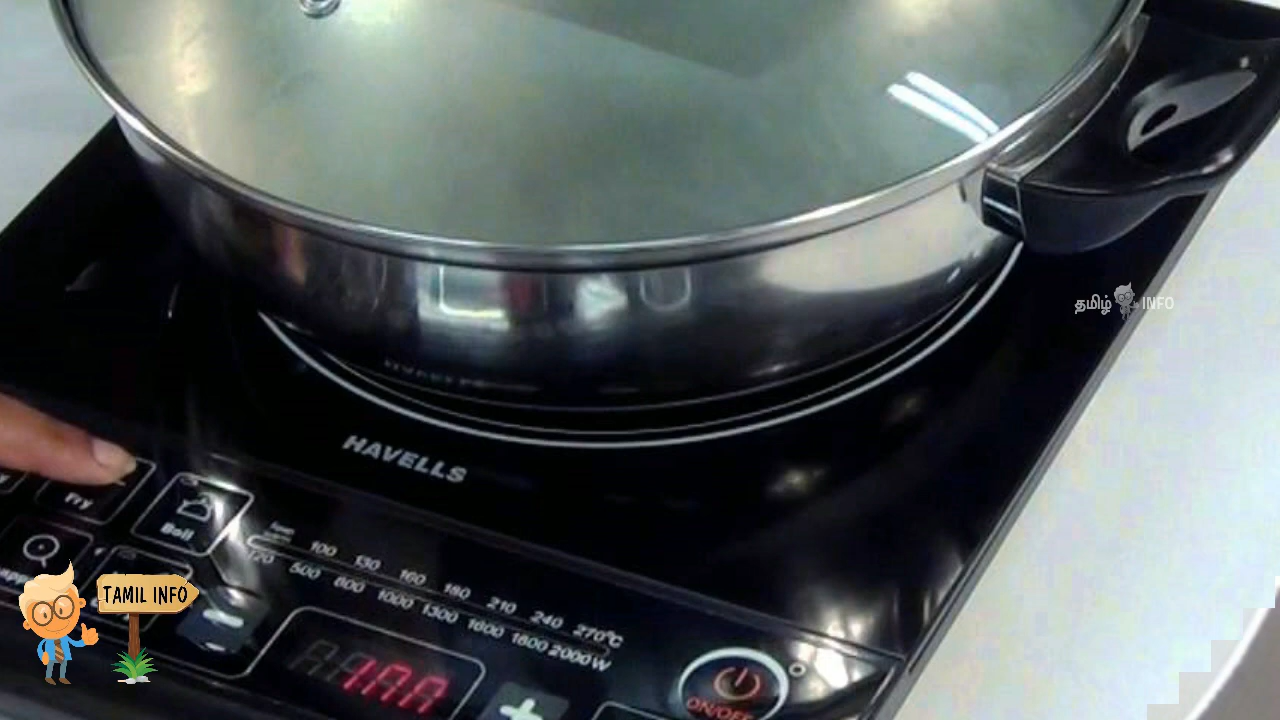 தமிழ் INFO
HAVELLS
Fry
Boil
100 130 160 180 210 240 270°C
120 500 800 1000 1300 1600 1800 2000W
TAMIL INFO
ON/OFF